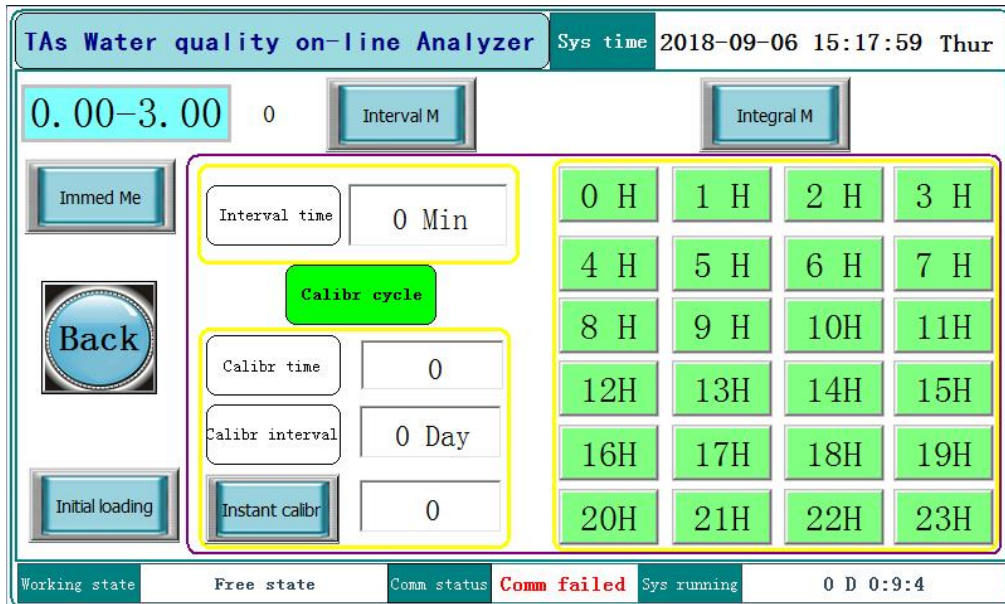 TAs Water quality on-line Analyzer Sys time 2018-09-06 15:17:59 Thur
0.00-3.00 0 Interval M Integral M
Immed Me
Interval time 0 Min
Calibr cycle
Back
Calibr time 0
Calibr interval 0 Day
Initial loading
Instant calibr 0
0 H 1 H 2 H 3 H
4 H 5 H 6 H 7 H
8 H 9 H 10H 11H
12H 13H 14H 15H
16H 17H 18H 19H
20H 21H 22H 23H
Working state Free state Comm status Comm failed Sys running 0 D 0:9:4